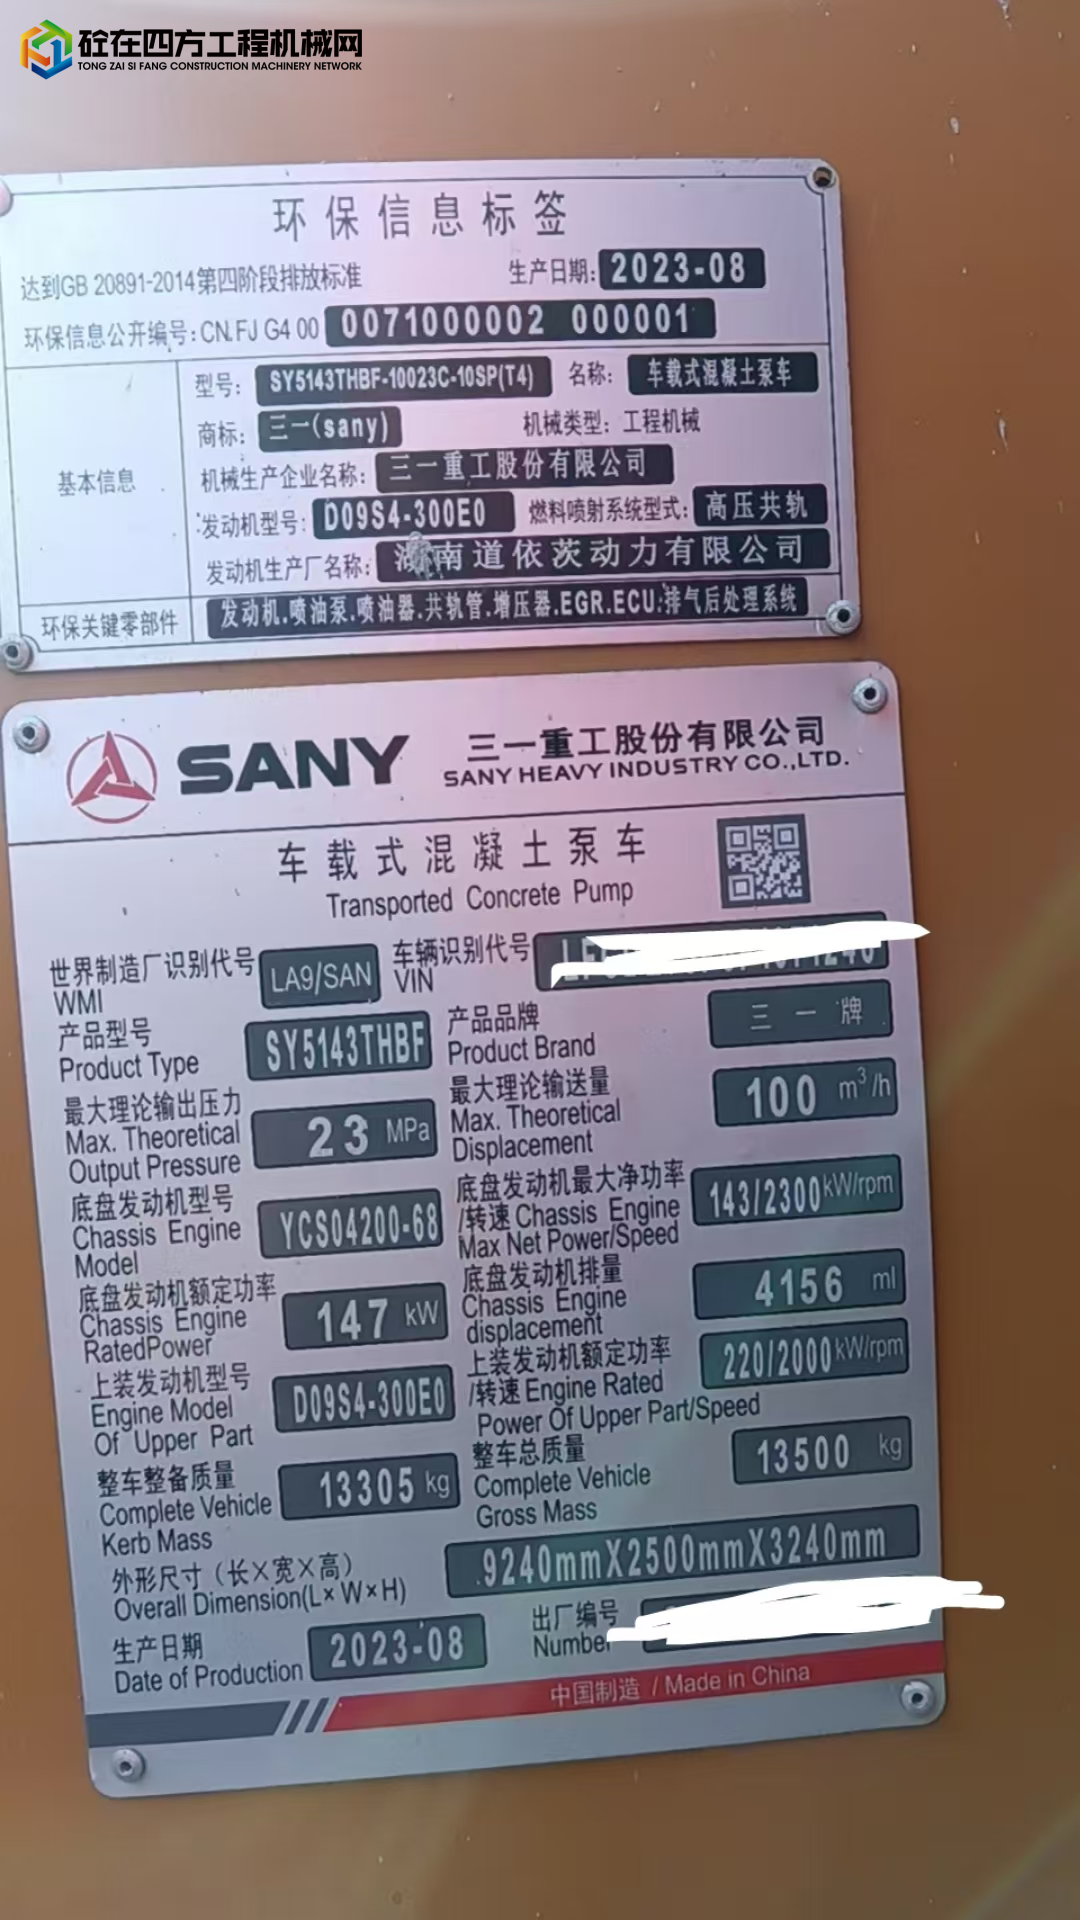 砼在四方工程机械网
TONG ZAI SI FANG CONSTRUCTION MACHINERY NETWORK
环保信息标签
达到GB 20891-2014第四阶段排放标准 生产日期: 2023-08
环保信息公开编号: CN.FJ G4 00 0071000002 000001
基本信息
型号: SY5143THBF-10023C-10SP(T4) 名称: 车载式混凝土泵车
商标: 三一(sany) 机械类型: 工程机械
机械生产企业名称: 三一重工股份有限公司
发动机型号: D09S4-300E0 燃料喷射系统型式: 高压共轨
发动机生产厂名称: 湖南道依茨动力有限公司
环保关键零部件 发动机.喷油泵.喷油器.共轨管.增压器.EGR.ECU.排气后处理系统
SANY 三一重工股份有限公司
SANY HEAVY INDUSTRY CO.,LTD.
车载式混凝土泵车
Transported Concrete Pump
世界制造厂识别代号 LA9/SAN 车辆识别代号
WMI VIN
产品型号 SY5143THBF 产品品牌 三一牌
Product Type Product Brand
最大理论输出压力 23 MPa 最大理论输送量 100 m³/h
Max. Theoretical Max. Theoretical
Output Pressure Displacement
底盘发动机型号 YCS04200-68 底盘发动机最大净功率 143/2300 kW/rpm
Chassis Engine /转速 Chassis Engine
Model Max Net Power/Speed
底盘发动机额定功率 147 kW 底盘发动机排量 4156 ml
Chassis Engine Chassis Engine
RatedPower displacement
上装发动机型号 D09S4-300E0 上装发动机额定功率 220/2000 kW/rpm
Engine Model /转速 Engine Rated
Of Upper Part Power Of Upper Part/Speed
整车整备质量 13305 kg 整车总质量 13500 kg
Complete Vehicle Complete Vehicle
Kerb Mass Gross Mass
外形尺寸（长×宽×高） 9240mmX2500mmX3240mm
Overall Dimension(L×W×H)
生产日期 2023-08 出厂编号
Date of Production Number
中国制造 / Made in China